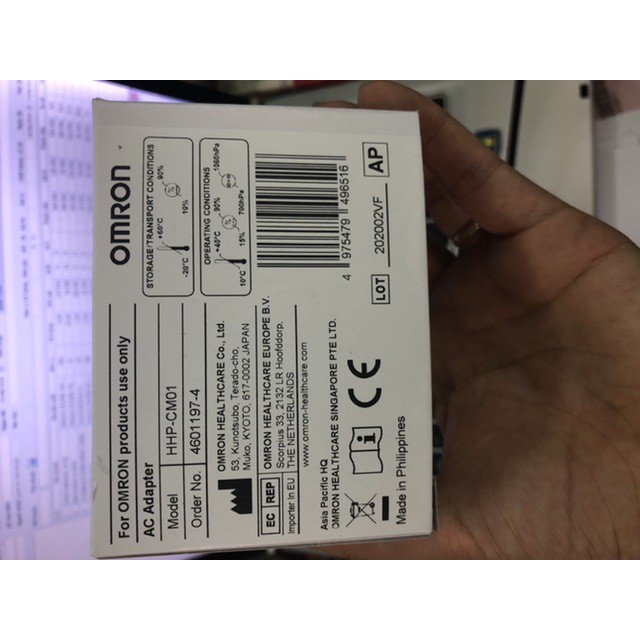 For OMRON products use only
OMRON
AC Adapter
Model HHP-CM01
Order No. 4601197-4
STORAGE/TRANSPORT CONDITIONS
-20°C +60°C 10% 90%
OPERATING CONDITIONS
10°C +40°C 15% 90% 700hPa 1060hPa
OMRON HEALTHCARE Co., Ltd.
53, Kunotsubo, Terado-cho,
Muko, KYOTO, 617-0002 JAPAN
EC REP
OMRON HEALTHCARE EUROPE B.V.
Scorpius 33, 2132 LR Hoofddorp,
Importer In EU THE NETHERLANDS
www.omron-healthcare.com
4 975479 496516
Asia Pacific HQ
OMRON HEALTHCARE SINGAPORE PTE LTD.
CE
Made in Philippines
LOT 202002VF
AP